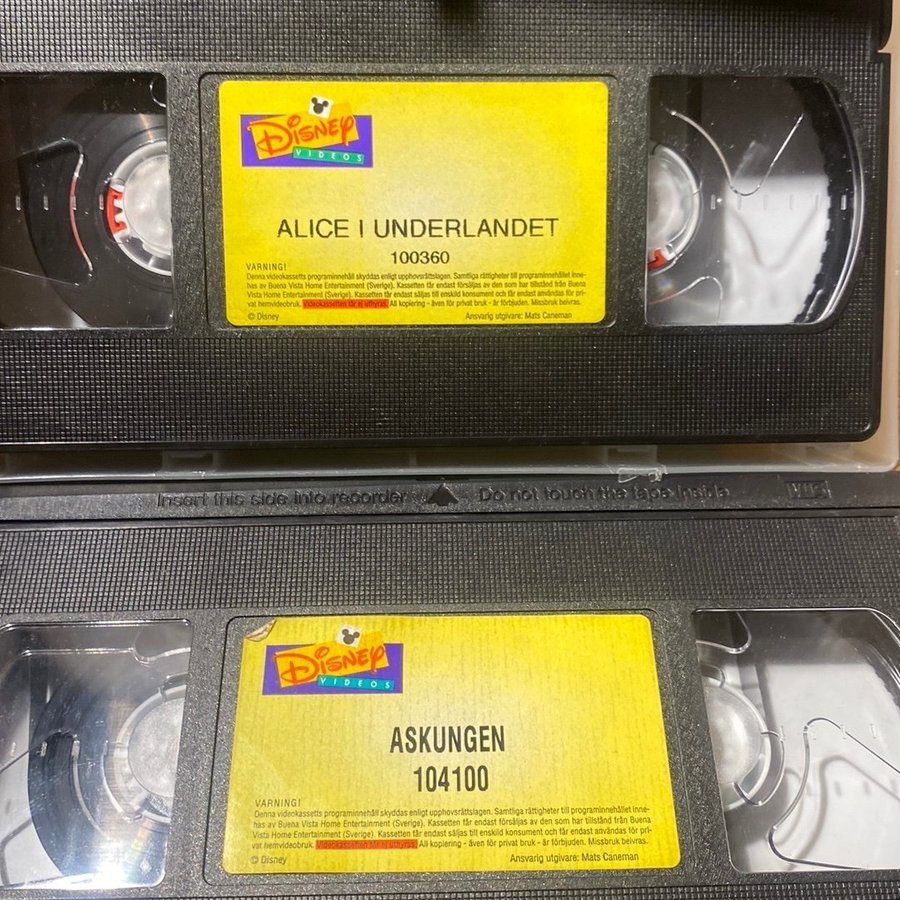 Disney
VIDEOS
ALICE I UNDERLANDET
100360
VARNING!
Denna videokassetts programinnehåll skyddas enligt upphovsrättslagen. Samtliga rättigheter till programinnehållet inne-
has av Buena Vista Home Entertainment (Sverige). Kassetten får endast försäljas av den som har tillstånd från Buena
Vista Home Entertainment (Sverige). Kassetten får endast säljas till enskild konsument och får endast användas för pri-
vat hemvideobruk. Videokassetten får ej uthyras. All kopiering - även för privat bruk - är förbjuden. Missbruk beivras.
© Disney Ansvarig utgivare: Mats Caneman
Insert this side into recorder Do not touch the tape inside VHS
Disney
VIDEOS
ASKUNGEN
104100
VARNING!
Denna videokassetts programinnehåll skyddas enligt upphovsrättslagen. Samtliga rättigheter till programinnehållet inne-
has av Buena Vista Home Entertainment (Sverige). Kassetten får endast försäljas av den som har tillstånd från Buena
Vista Home Entertainment (Sverige). Kassetten får endast säljas till enskild konsument och får endast användas för pri-
vat hemvideobruk. Videokassetten får ej uthyras. All kopiering - även för privat bruk - är förbjuden. Missbruk beivras.
© Disney Ansvarig utgivare: Mats Caneman